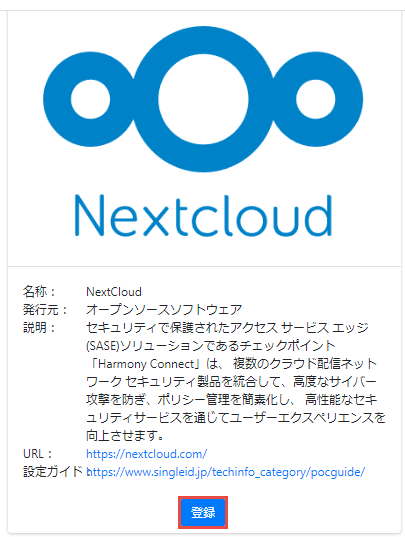 Nextcloud
名称： NextCloud
発行元： オープンソースソフトウェア
説明： セキュリティで保護されたアクセス サービス エッジ
(SASE)ソリューションであるチェックポイント
「Harmony Connect」は、 複数のクラウド配信ネット
ワーク セキュリティ製品を統合して、高度なサイバー
攻撃を防ぎ、ポリシー管理を簡素化し、 高性能なセキ
ュリティサービスを通じてユーザーエクスペリエンスを
向上させます。
URL： https://nextcloud.com/
設定ガイド： https://www.singleid.jp/techinfo_category/pocguide/
登録